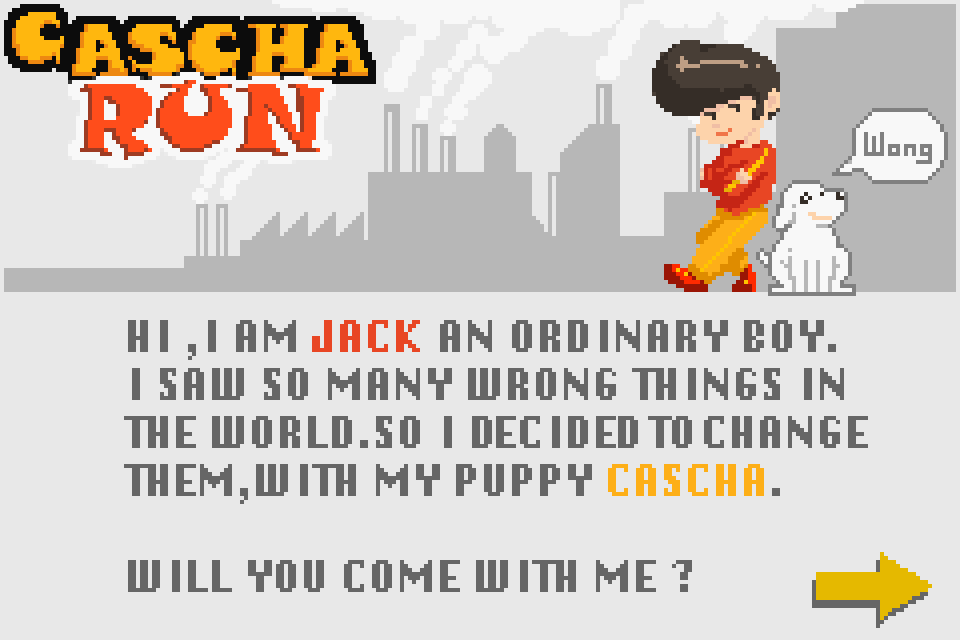 CASCHA
RUN
Wang
HI ,I AM JACK AN ORDINARY BOY.
I SAW SO MANY WRONG THINGS IN
THE WORLD.SO I DECIDED TO CHANGE
THEM,WITH MY PUPPY CASCHA.
WILL YOU COME WITH ME ?